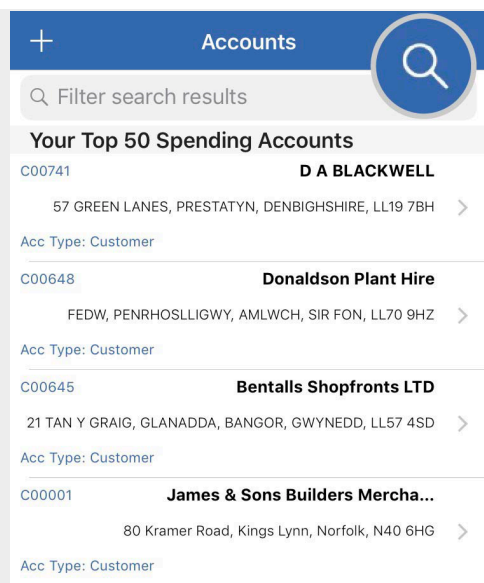 Accounts
Filter search results
Your Top 50 Spending Accounts
C00741 D A BLACKWELL
57 GREEN LANES, PRESTATYN, DENBIGHSHIRE, LL19 7BH
Acc Type: Customer
C00648 Donaldson Plant Hire
FEDW, PENRHOSLLIGWY, AMLWCH, SIR FON, LL70 9HZ
Acc Type: Customer
C00645 Bentalls Shopfronts LTD
21 TAN Y GRAIG, GLANADDA, BANGOR, GWYNEDD, LL57 4SD
Acc Type: Customer
C00001 James & Sons Builders Mercha...
80 Kramer Road, Kings Lynn, Norfolk, N40 6HG
Acc Type: Customer